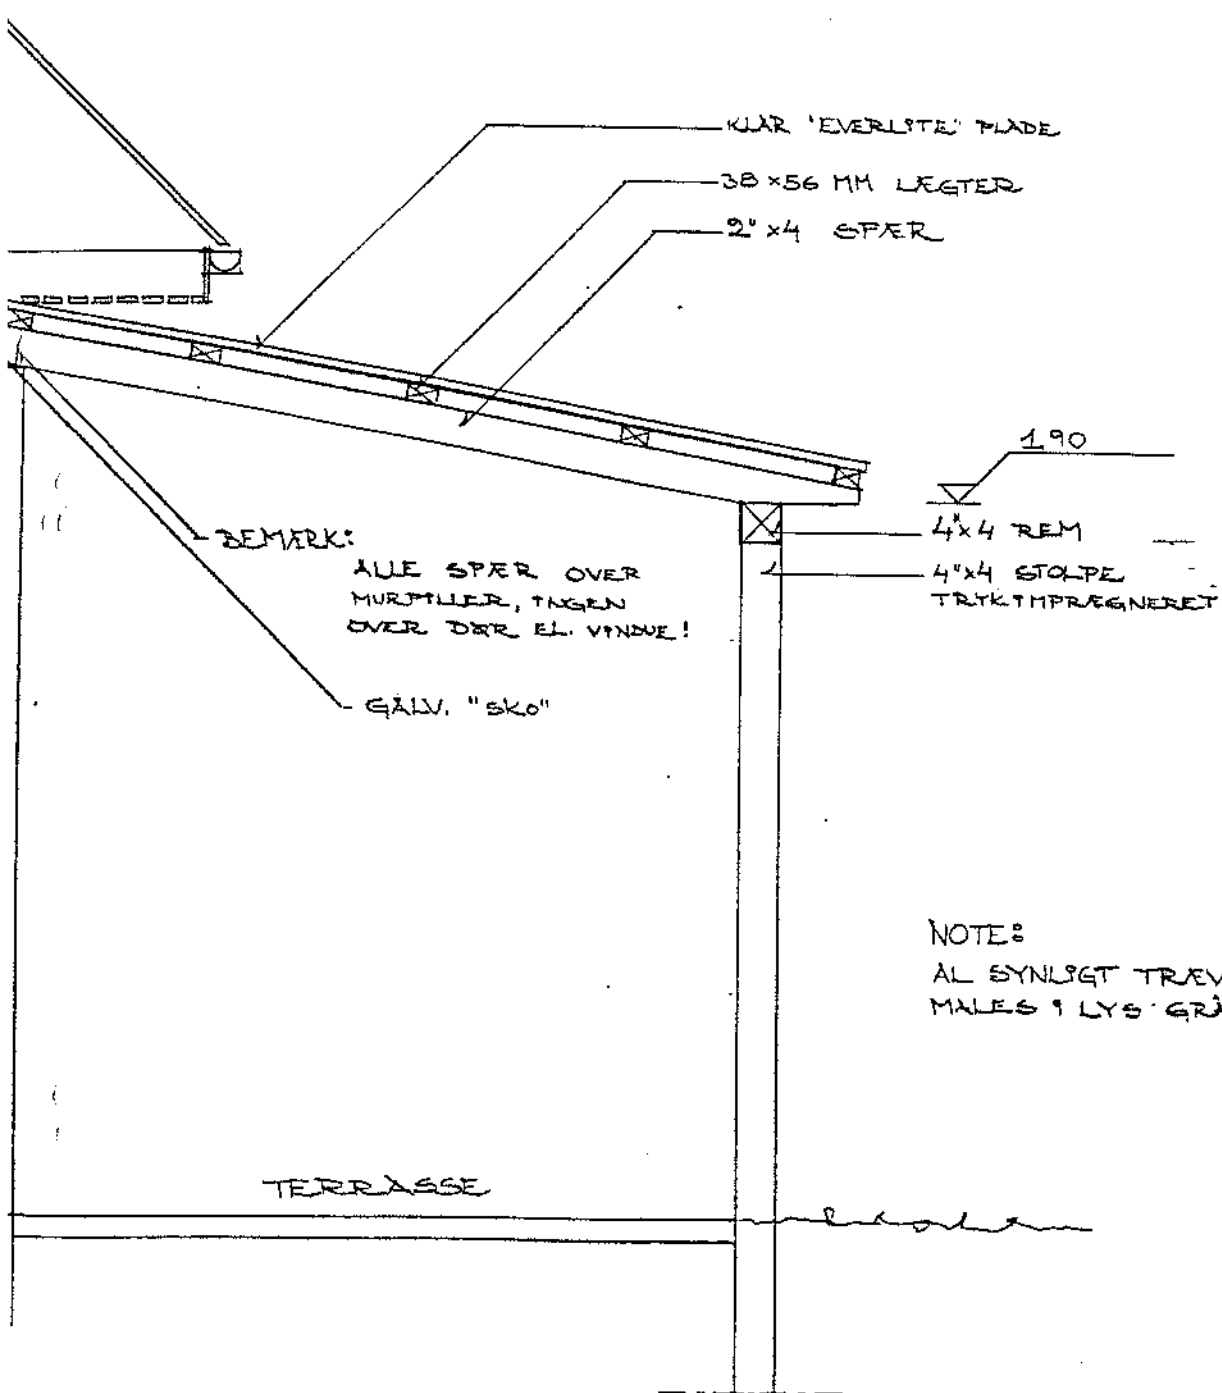 KLAR "EVERLITE" PLADE
38 × 56 MM LÆGTER
2" × 4 SPÆR
190
4" × 4 REM
4" × 4 STOLPE
TRYKIMPRÆGNERET
BEMÆRK:
ALLE SPÆR OVER
MURPILLER, INGEN
OVER DØR EL. VINDUE!
GALV. "SKO"
NOTE:
AL SYNLIGT TRÆV
MALES I LYS GRÅ
TERRASSE